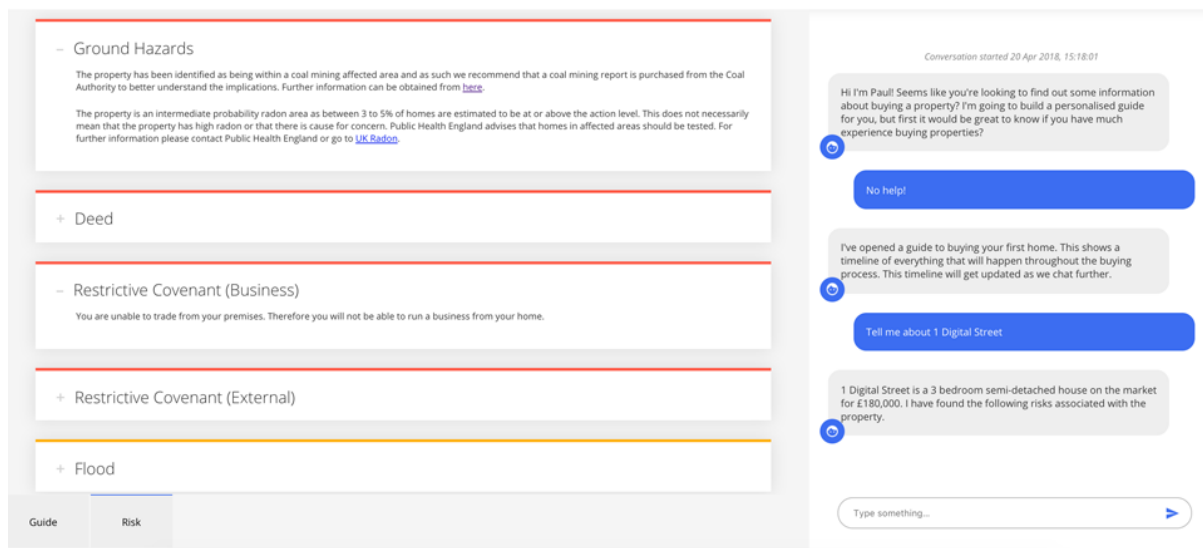 – Ground Hazards
The property has been identified as being within a coal mining affected area and as such we recommend that a coal mining report is purchased from the Coal
Authority to better understand the implications. Further information can be obtained from here.
The property is an intermediate probability radon area as between 3 to 5% of homes are estimated to be at or above the action level. This does not necessarily
mean that the property has high radon or that there is cause for concern. Public Health England advises that homes in affected areas should be tested. For
further information please contact Public Health England or go to UK Radon.
+ Deed
– Restrictive Covenant (Business)
You are unable to trade from your premises. Therefore you will not be able to run a business from your home.
+ Restrictive Covenant (External)
+ Flood
Guide
Risk
Conversation started 20 Apr 2018, 15:18:01
Hi I'm Paul! Seems like you're looking to find out some information
about buying a property? I'm going to build a personalised guide
for you, but first it would be great to know if you have much
experience buying properties?
No help!
I've opened a guide to buying your first home. This shows a
timeline of everything that will happen throughout the buying
process. This timeline will get updated as we chat further.
Tell me about 1 Digital Street
1 Digital Street is a 3 bedroom semi-detached house on the market
for £180,000. I have found the following risks associated with the
property.
Type something...